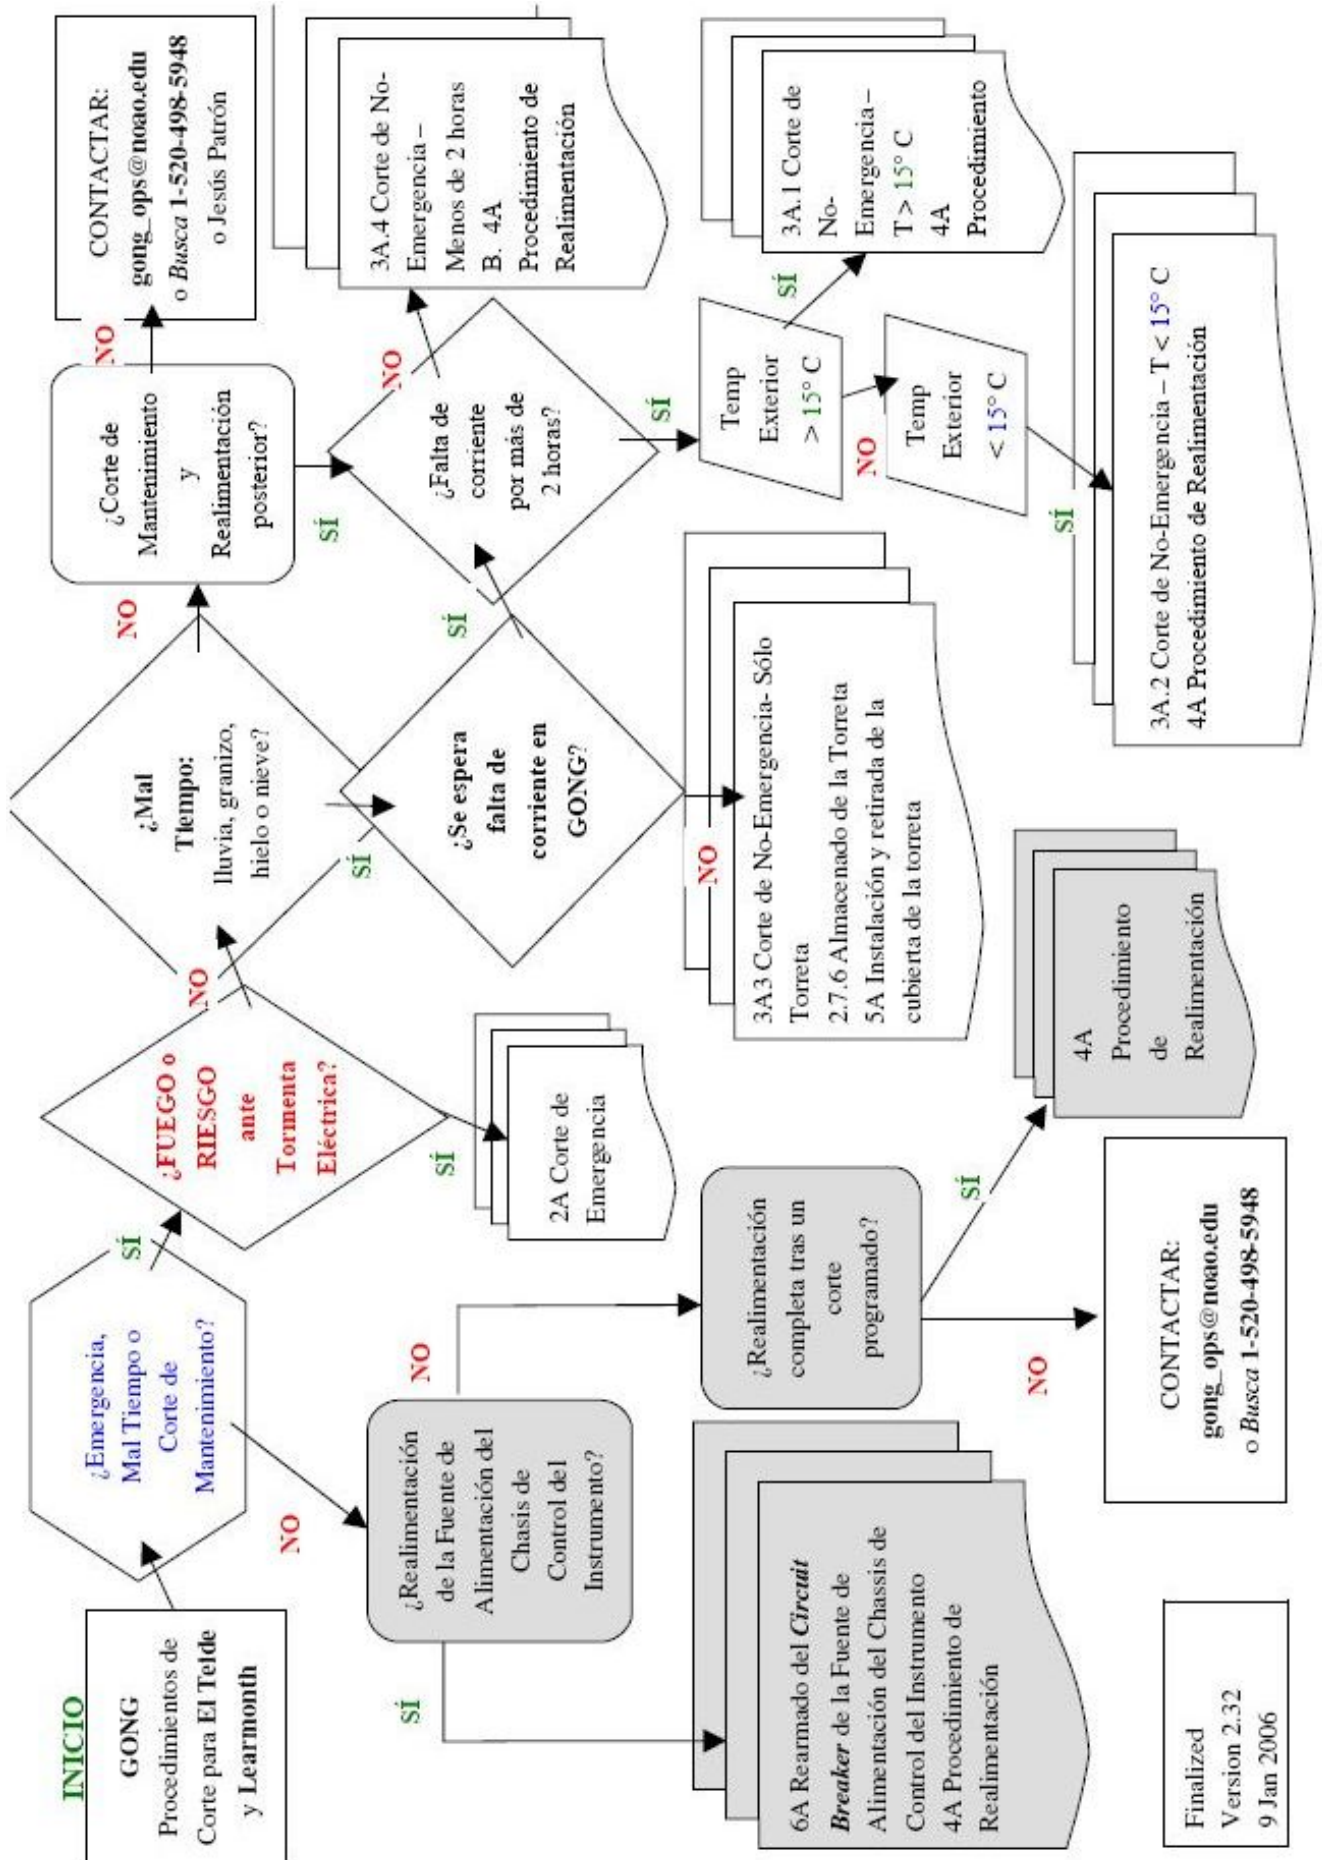 INICIO
GONG
Procedimientos de
Corte para El Teide
y Learmonth
¿Emergencia,
Mal Tiempo o
Corte de
Mantenimiento?
SÍ
NO
¿FUEGO o
RIESGO
ante
Tormenta
Eléctrica?
NO
SÍ
2A Corte de
Emergencia
¿Mal
Tiempo:
lluvia, granizo,
hielo o nieve?
NO
SÍ
¿Corte de
Mantenimiento
y
Realimentación
posterior?
NO
SÍ
CONTACTAR:
gong_ops@noao.edu
o Busca 1-520-498-5948
o Jesús Patrón
¿Se espera
falta de
corriente en
GONG?
SÍ
NO
¿Falta de
corriente
por más de
2 horas?
NO
SÍ
3A.4 Corte de No-
Emergencia –
Menos de 2 horas
B. 4A
Procedimiento de
Realimentación
Temp
Exterior
> 15° C
SÍ
NO
3A.1 Corte de
No-
Emergencia –
T > 15° C
4A
Procedimiento
Temp
Exterior
< 15° C
SÍ
3A.2 Corte de No-Emergencia – T < 15° C
4A Procedimiento de Realimentación
3A3 Corte de No-Emergencia- Sólo
Torreta
2.7.6 Almacenado de la Torreta
5A Instalación y retirada de la
cubierta de la torreta
¿Realimentación
de la Fuente de
Alimentación del
Chasis de
Control del
Instrumento?
NO
SÍ
¿Realimentación
completa tras un
corte
programado?
SÍ
NO
4A
Procedimiento
de
Realimentación
6A Rearmado del Circuit
Breaker de la Fuente de
Alimentación del Chassis de
Control del Instrumento
4A Procedimiento de
Realimentación
CONTACTAR:
gong_ops@noao.edu
o Busca 1-520-498-5948
Finalized
Version 2.32
9 Jan 2006